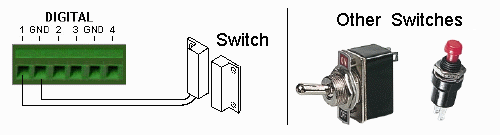 DIGITAL
1 GND 2 3 GND 4
Switch
Other Switches